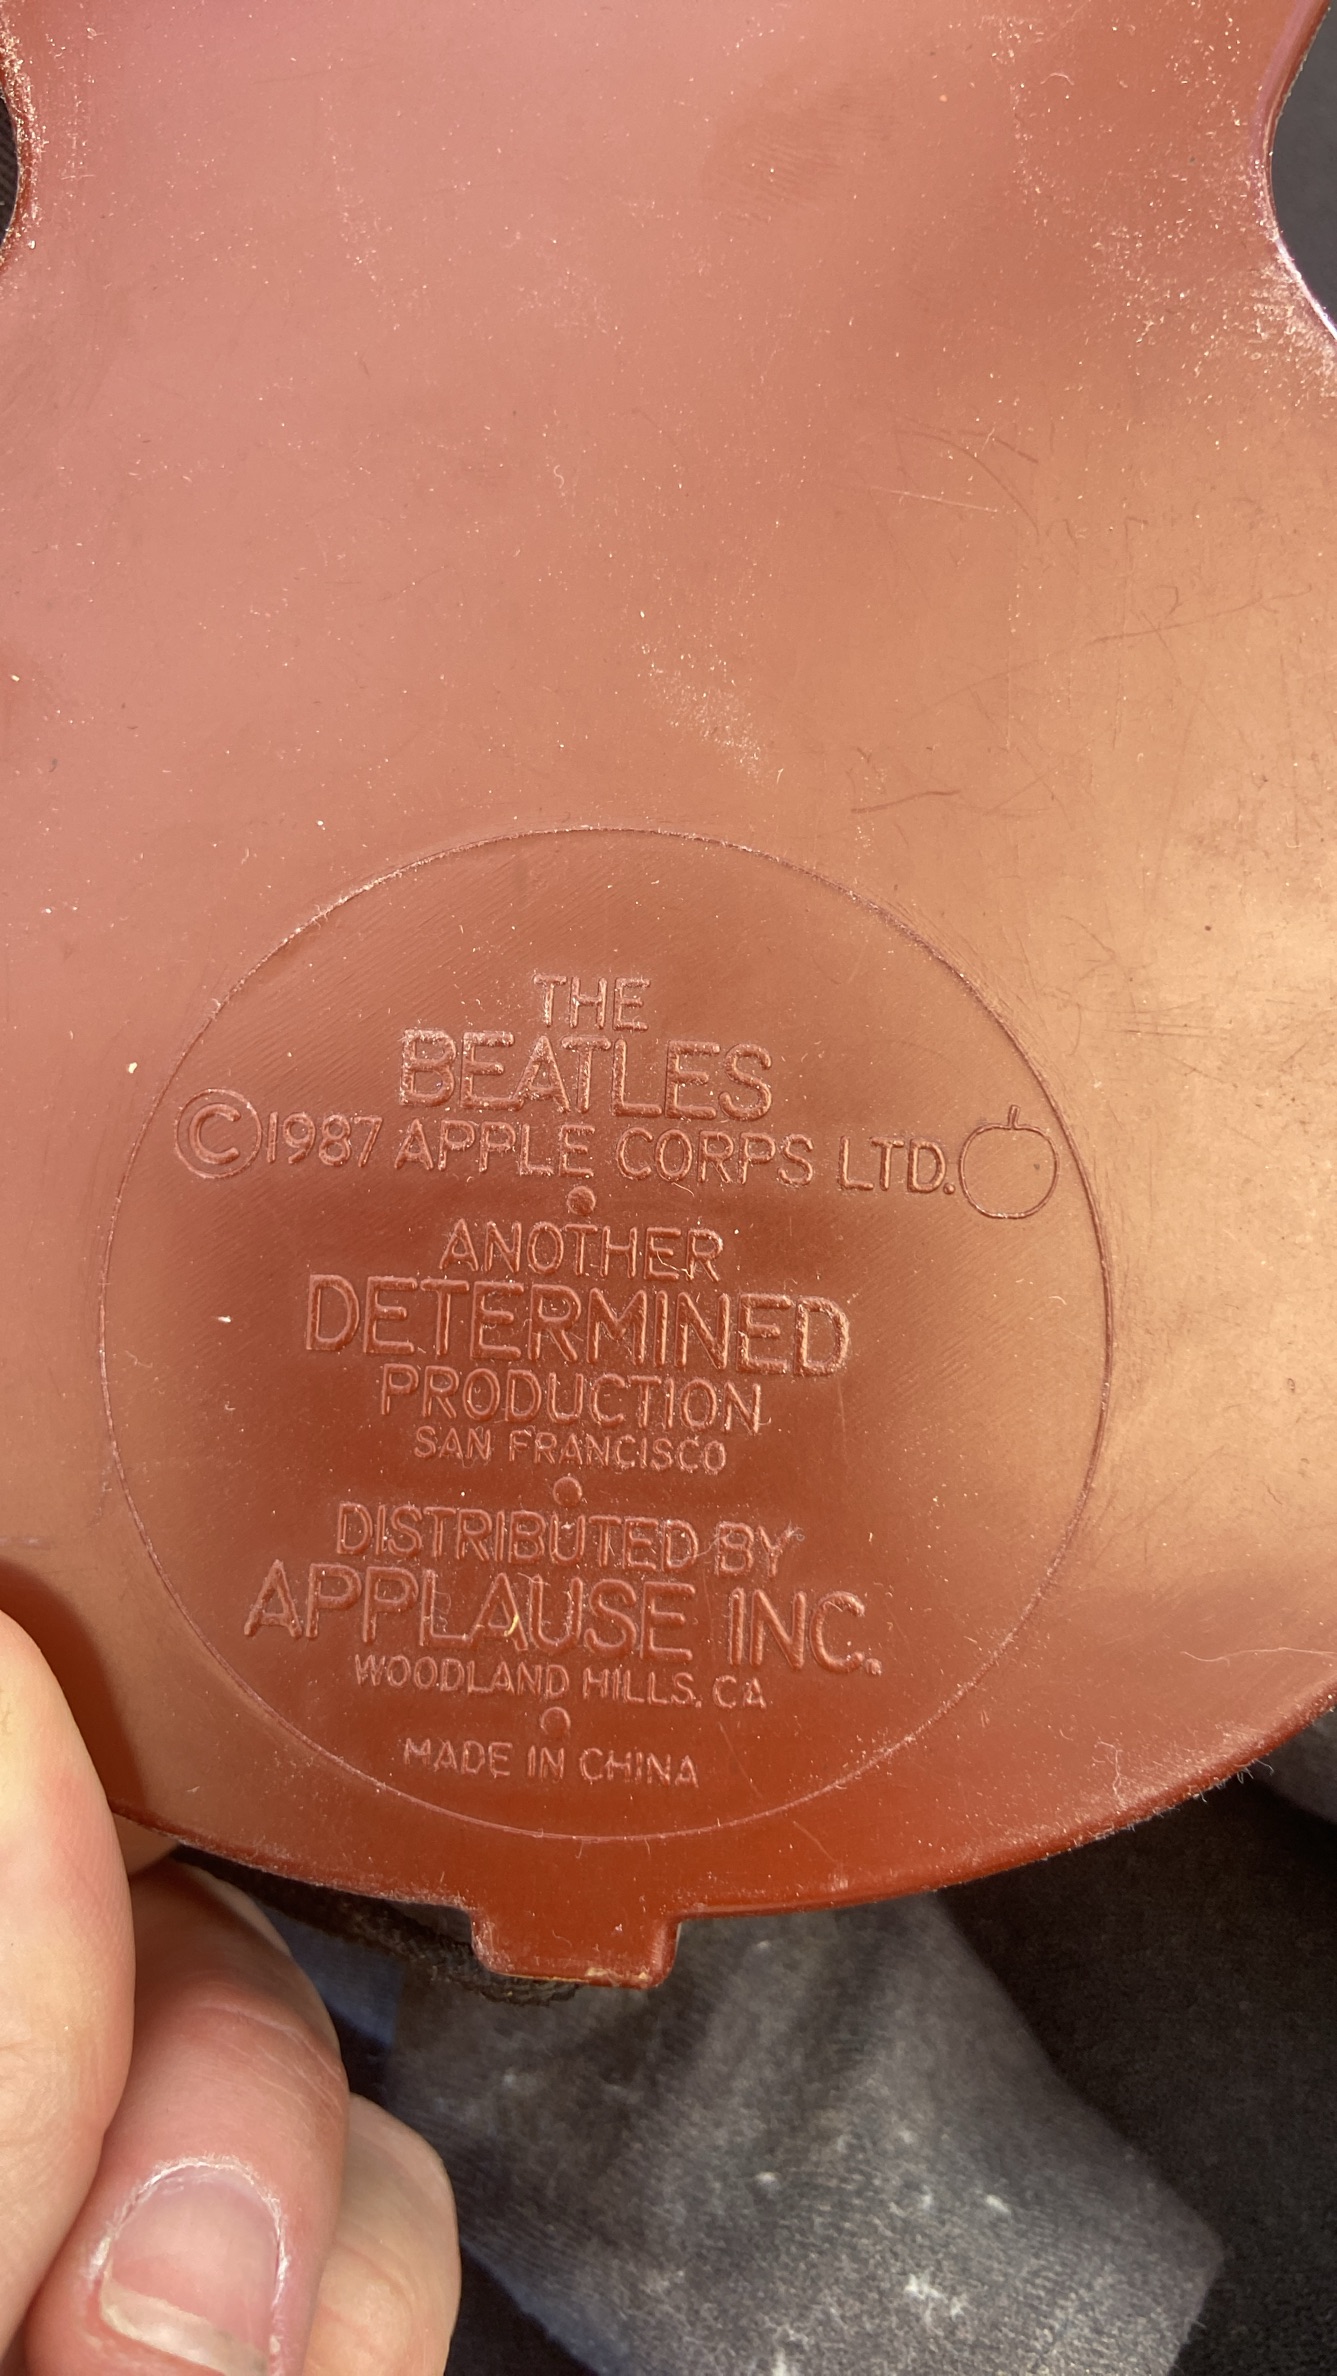 THE
BEATLES
©1987 APPLE CORPS LTD.
ANOTHER
DETERMINED
PRODUCTION
SAN FRANCISCO
DISTRIBUTED BY
APPLAUSE INC.
WOODLAND HILLS, CA
MADE IN CHINA